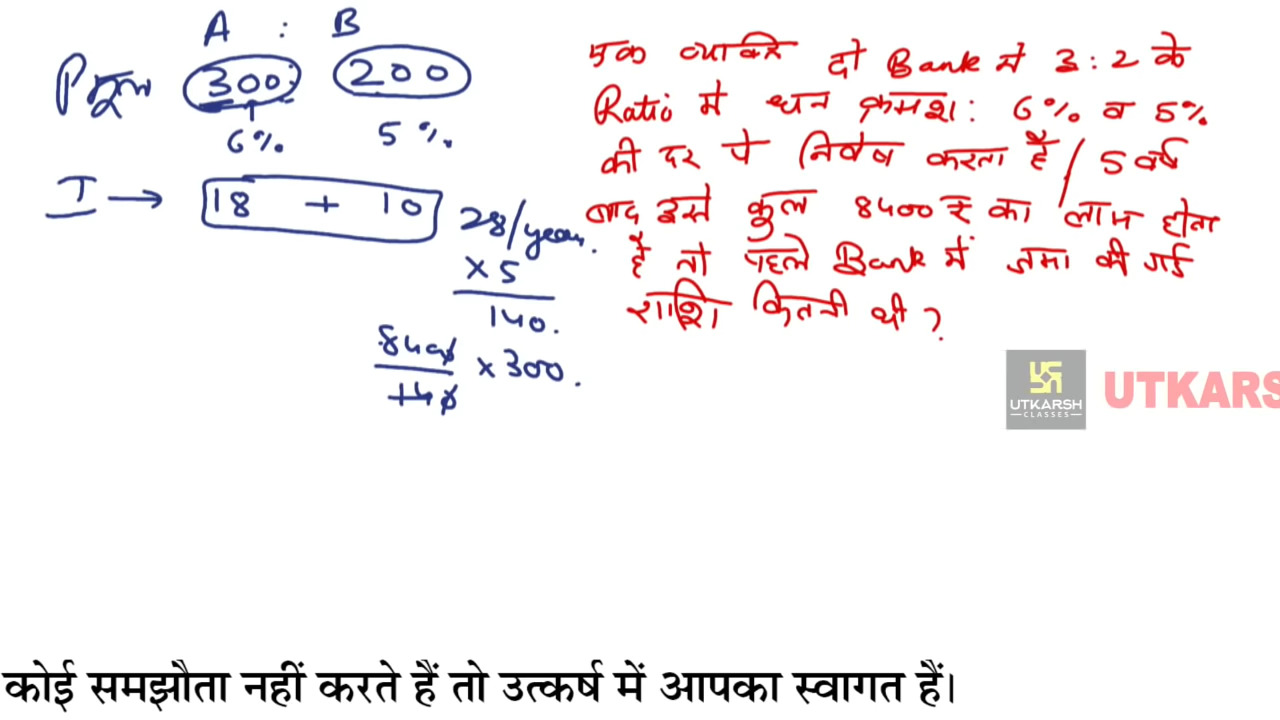 A : B
P मूल 300 200
6% 5%
I → 18 + 10 28/year.
× 5
140.
8400/140 × 300.
एक व्यक्ति दो Bank में 3:2 के
Ratio में धन क्रमश: 6% व 5%
की दर पे निवेश करता है / 5 वर्ष
बाद इसे कुल 8400 ₹ का लाभ होता
है तो पहले Bank में जमा की गई
राशि कितनी थी ?
UTKARSH
CLASSES
UTKARS
कोई समझौता नहीं करते हैं तो उत्कर्ष में आपका स्वागत हैं।